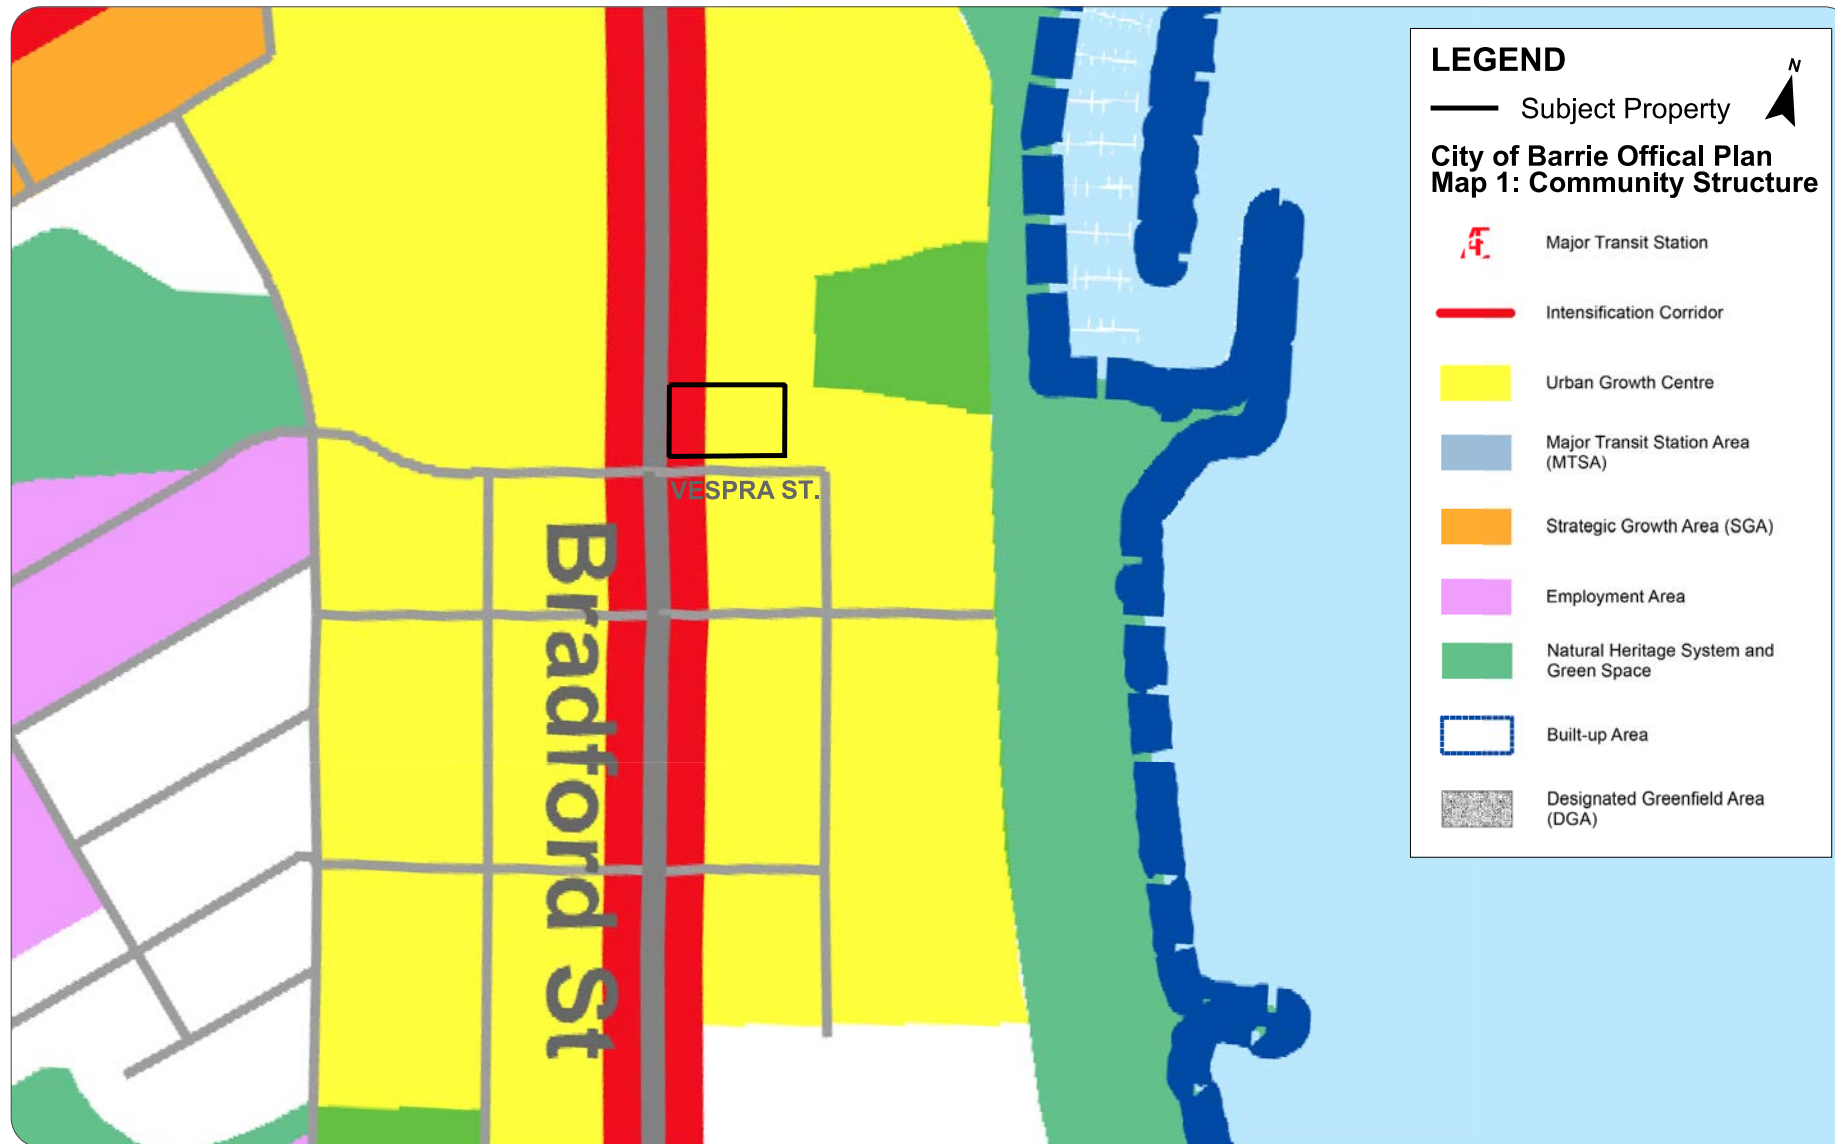 LEGEND
N
Subject Property
City of Barrie Offical Plan
Map 1: Community Structure
Major Transit Station
Intensification Corridor
Urban Growth Centre
Major Transit Station Area
(MTSA)
Strategic Growth Area (SGA)
Employment Area
Natural Heritage System and
Green Space
Built-up Area
Designated Greenfield Area
(DGA)
VESPRA ST.
Bradford St